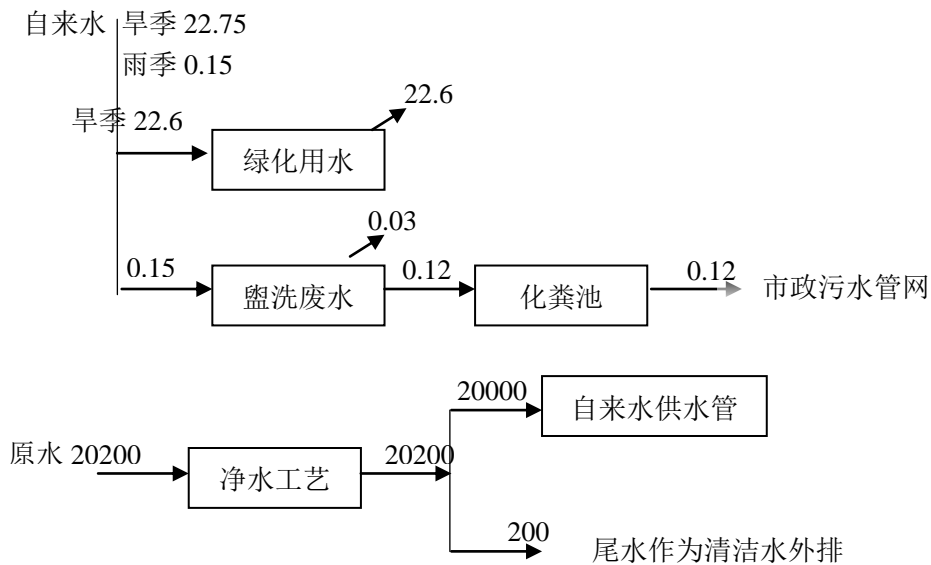 自来水 旱季 22.75
雨季 0.15
旱季 22.6
22.6
绿化用水
0.03
0.15
盥洗废水
0.12
化粪池
0.12
市政污水管网
20000
自来水供水管
原水 20200
净水工艺
20200
200
尾水作为清洁水外排